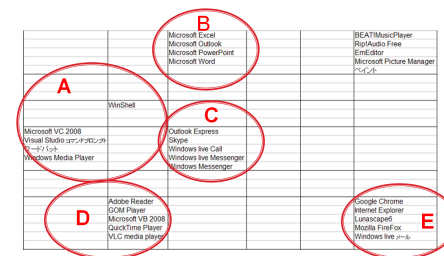 B
Microsoft Excel
Microsoft Outlook
Microsoft PowerPoint
Microsoft Word
BEAT!MusicPlayer
Rip!Audio Free
EmEditor
Microsoft Picture Manager
ペイント
A
WinShell
Microsoft VC 2008
Visual Studio コマンドプロンプト
ワードパッド
Windows Media Player
C
Outlook Express
Skype
Windows live Call
Windows live Messenger
Windows Messenger
D
Adobe Reader
GOM Player
Microsoft VB 2008
QuickTime Player
VLC media player
Google Chrome
Internet Explorer
Lunascape6
Mozilla FireFox
Windows live メール
E